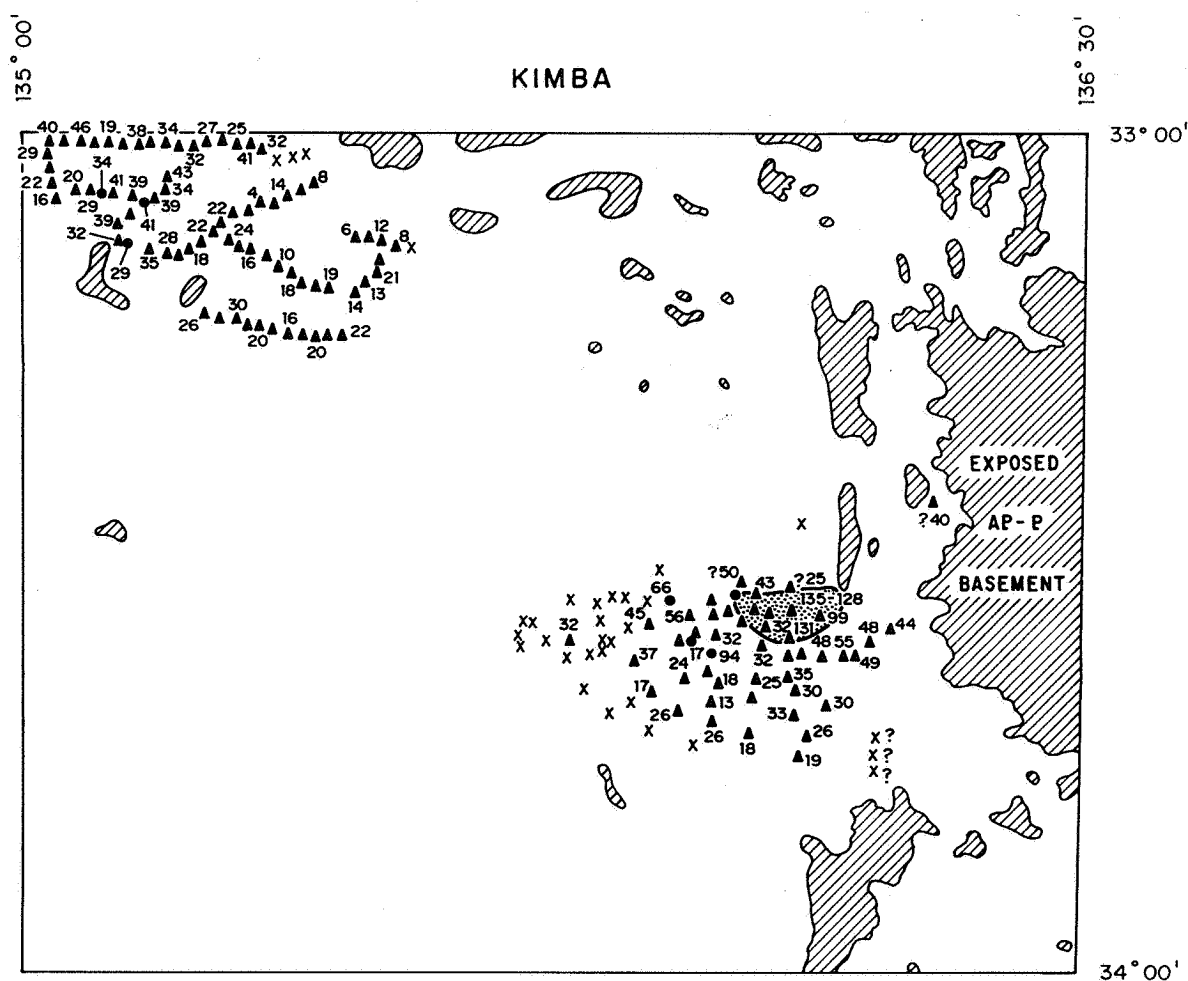 135° 00'
KIMBA
136° 30'
33° 00'
40 46 19 38 34 27 25 32
29 34 32 41
43
22 20 41 39 34
16 29 39 4 14 8
39 41 22
32 22 24 6 12 8 X
29 35 28 18 16 10 21
18 19 14 13
26 30 16 22
20 20
X X X
EXPOSED
?40
AP-P
BASEMENT
X
X ?50 43 ?25
66 135-128
X X X X X
45 56 99
X X X X 32 131 48 44
X 32 X X X 32
X X X X 17 94 48 55
37 24 32 49
X 17 18 25 35
X 13 30 30
X 26 33
X 26 18 26
X 19
X?
X?
X?
34° 00'